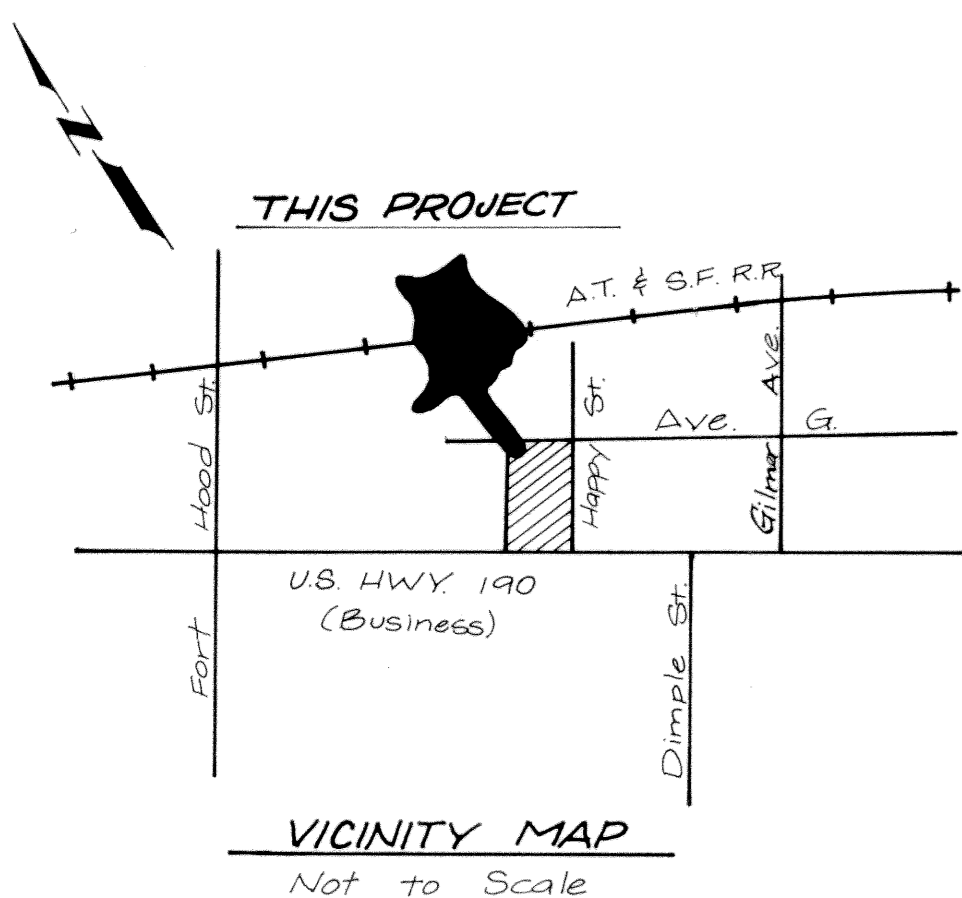 N
THIS PROJECT
A.T. & S.F. R.R
Fort Hood St.
Happy St.
Ave. G.
Gilmer Ave.
U.S. HWY. 190
(Business)
Dimple St.
VICINITY MAP
Not to Scale